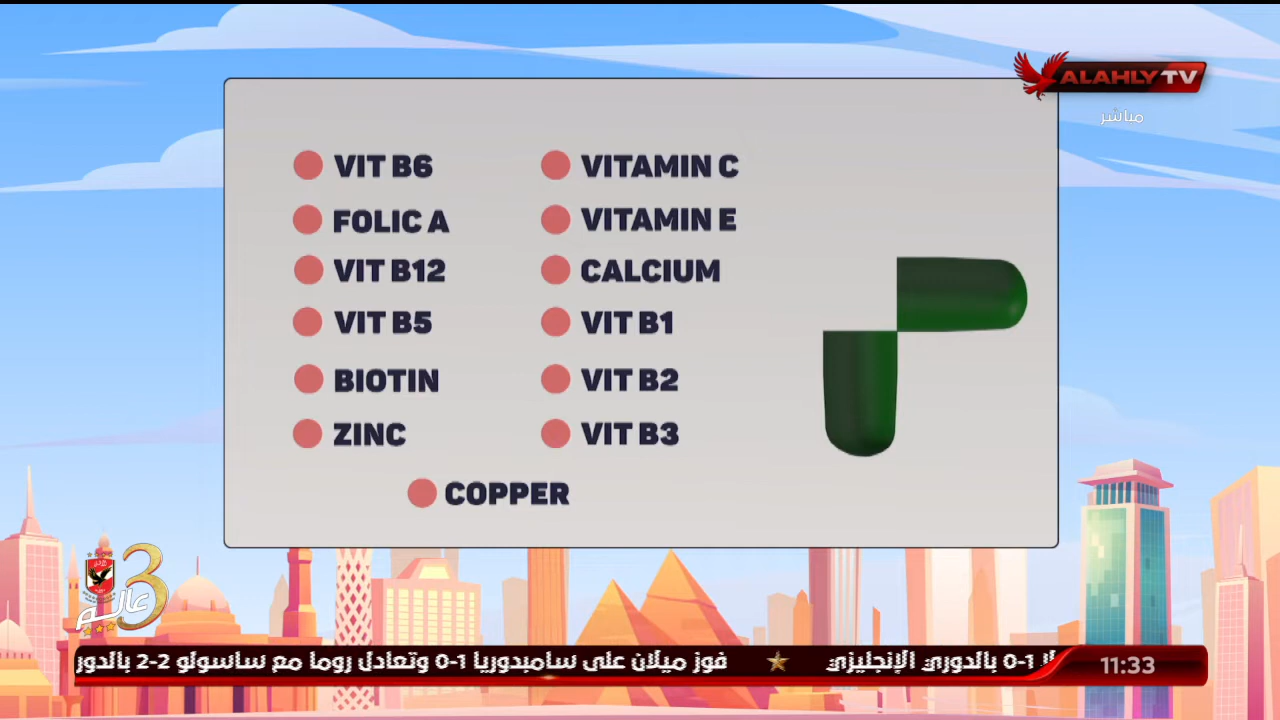 ALAHLY TV
مباشر
VIT B6
VITAMIN C
FOLIC A
VITAMIN E
VIT B12
CALCIUM
VIT B5
VIT B1
BIOTIN
VIT B2
ZINC
VIT B3
COPPER
3
عالم
1-0 بالدوري الإنجليزي ★ فوز ميلان على سامبدوريا 1-0 وتعادل روما مع ساسولو 2-2 بالدور
11:33